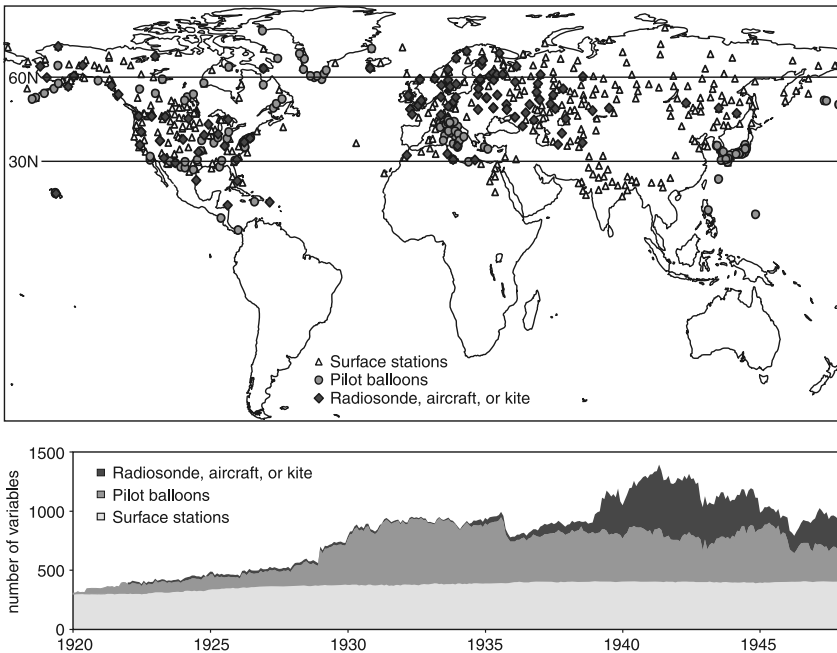 60N
30N
Surface stations
Pilot balloons
Radiosonde, aircraft, or kite
number of variables
1500
1000
500
0
Radiosonde, aircraft, or kite
Pilot balloons
Surface stations
1920
1925
1930
1935
1940
1945